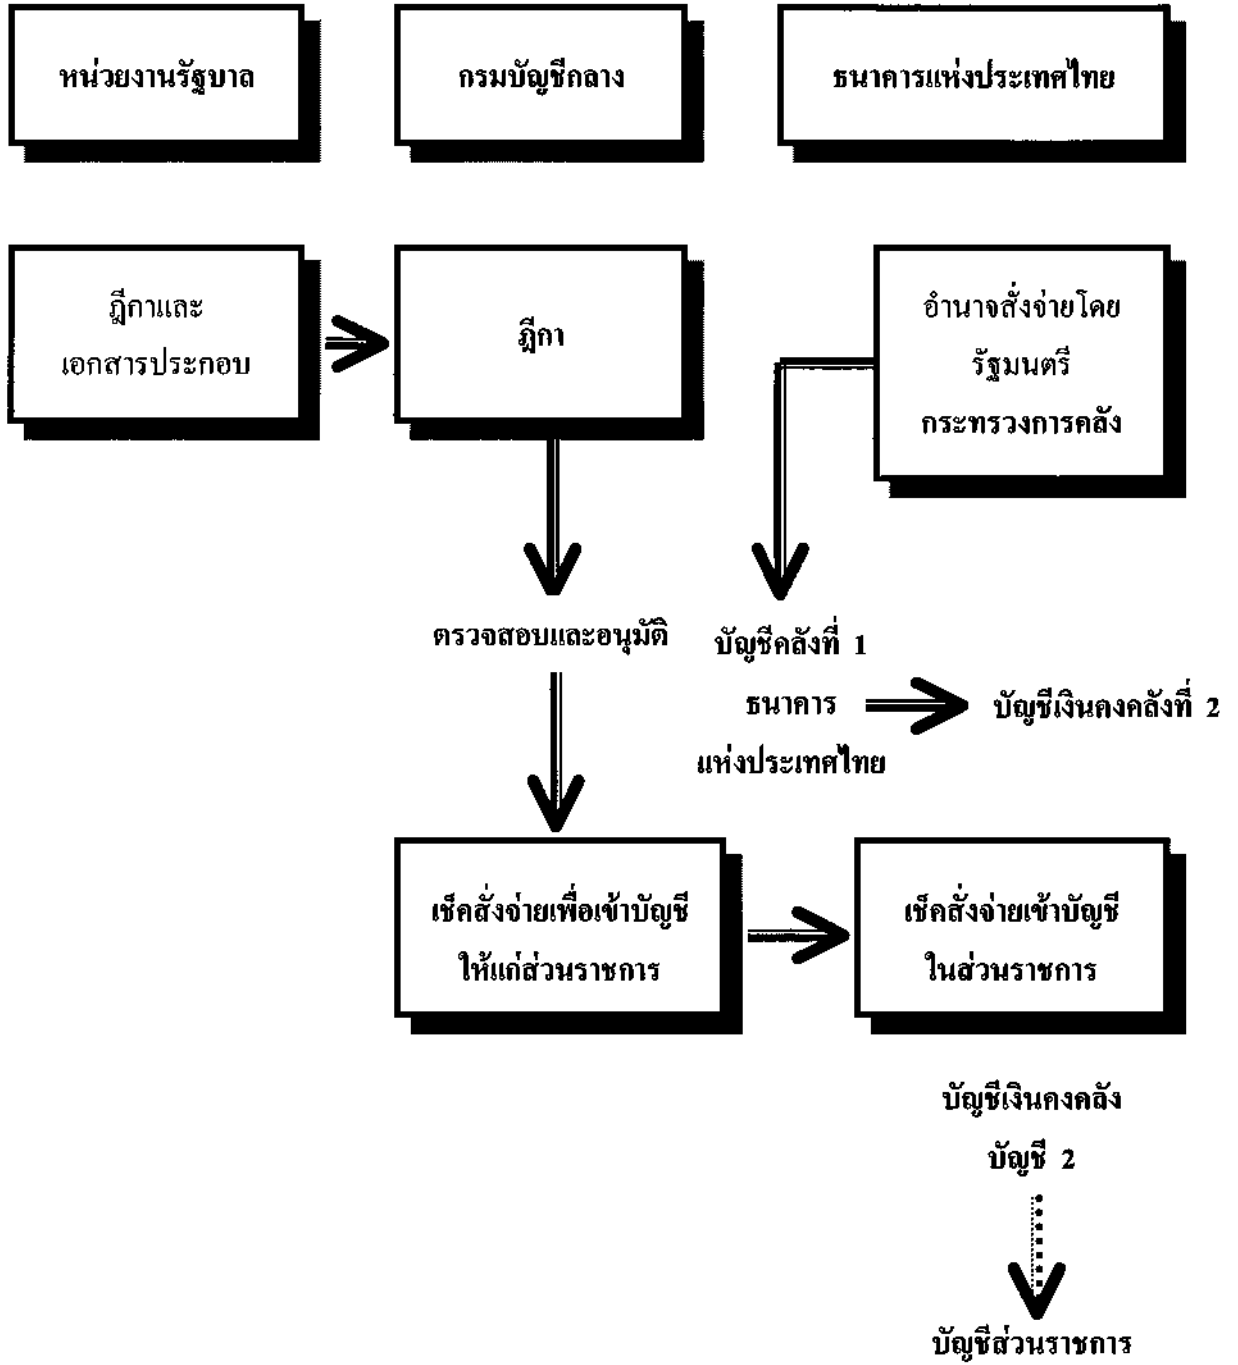 หน่วยงานรัฐบาล
กรมบัญชีกลาง
ธนาคารแห่งประเทศไทย
ฎีกาและ
เอกสารประกอบ
ฎีกา
อำนาจสั่งจ่ายโดย
รัฐมนตรี
กระทรวงการคลัง
ตรวจสอบและอนุมัติ
บัญชีคลังที่ 1
ธนาคาร
แห่งประเทศไทย
บัญชีเงินคงคลังที่ 2
เช็คสั่งจ่ายเพื่อเข้าบัญชี
ให้แก่ส่วนราชการ
เช็คสั่งจ่ายเข้าบัญชี
ในส่วนราชการ
บัญชีเงินคงคลัง
บัญชี 2
บัญชีส่วนราชการ